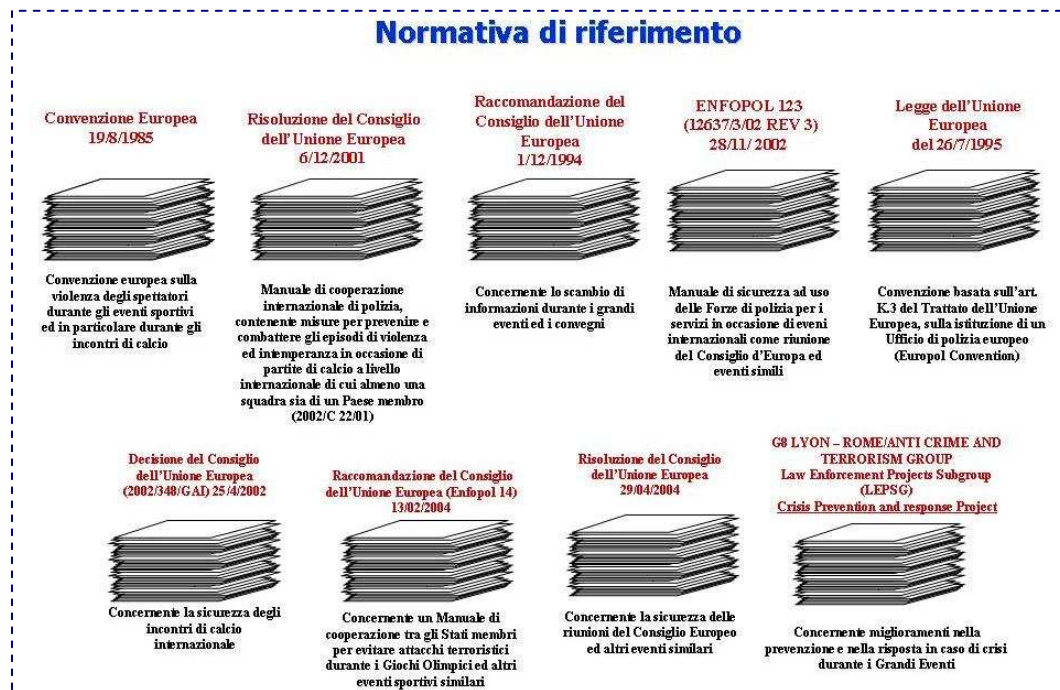 Normativa di riferimento
Convenzione Europea
19/8/1985
Convenzione europea sulla
violenza degli spettatori
durante gli eventi sportivi
ed in particolare durante gli
incontri di calcio
Risoluzione del Consiglio
dell'Unione Europea
6/12/2001
Manuale di cooperazione
internazionale di polizia,
contenente misure per prevenire e
combattere gli episodi di violenza
ed intemperanza in occasione di
partite di calcio a livello
internazionale di cui almeno una
squadra sia di un Paese membro
(2002/C 22/01)
Raccomandazione del
Consiglio dell'Unione
Europea
1/12/1994
Concernente lo scambio di
informazioni durante i grandi
eventi ed i convegni
ENFOPOL 123
(12637/3/02 REV 3)
28/11/ 2002
Manuale di sicurezza ad uso
delle Forze di polizia per i
servizi in occasione di eveni
internazionali come riunione
del Consiglio d'Europa ed
eventi simili
Legge dell'Unione
Europea
del 26/7/1995
Convenzione basata sull'art.
K.3 del Trattato dell'Unione
Europea, sulla istituzione di un
Ufficio di polizia europeo
(Europol Convention)
Decisione del Consiglio
dell'Unione Europea
(2002/348/GAI) 25/4/2002
Concernente la sicurezza degli
incontri di calcio
internazionale
Raccomandazione del Consiglio
dell'Unione Europea (Enfopol 14)
13/02/2004
Concernente un Manuale di
cooperazione tra gli Stati membri
per evitare attacchi terroristici
durante i Giochi Olimpici ed altri
eventi sportivi similari
Risoluzione del Consiglio
dell'Unione Europea
29/04/2004
Concernente la sicurezza delle
riunioni del Consiglio Europeo
ed altri eventi similari
G8 LYON – ROME/ANTI CRIME AND
TERRORISM GROUP
Law Enforcement Projects Subgroup
(LEPSG)
Crisis Prevention and response Project
Concernente miglioramenti nella
prevenzione e nella risposta in caso di crisi
durante i Grandi Eventi